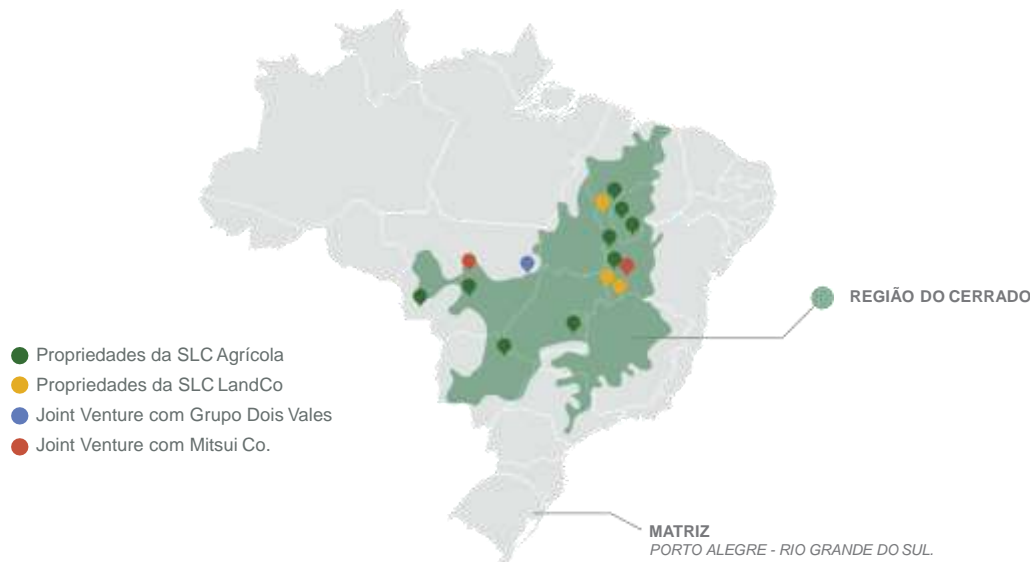 REGIÃO DO CERRADO
Propriedades da SLC Agrícola
Propriedades da SLC LandCo
Joint Venture com Grupo Dois Vales
Joint Venture com Mitsui Co.
MATRIZ
PORTO ALEGRE - RIO GRANDE DO SUL.